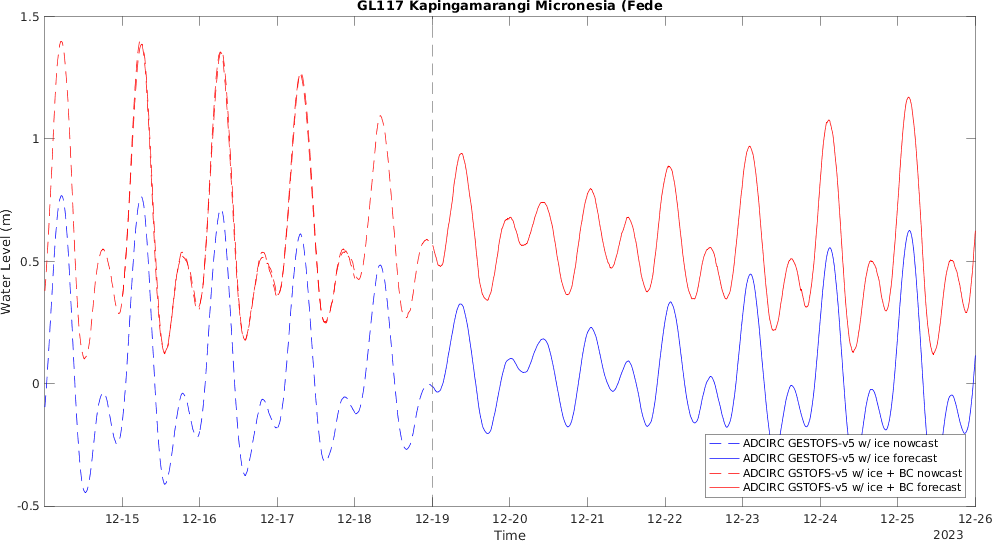 GL117 Kapingamarangi Micronesia (Fede
Water Level (m)
1.5
1
0.5
0
-0.5
12-15 12-16 12-17 12-18 12-19 12-20 12-21 12-22 12-23 12-24 12-25 12-26
Time
2023
ADCIRC GESTOFS-v5 w/ ice nowcast
ADCIRC GESTOFS-v5 w/ ice forecast
ADCIRC GSTOFS-v5 w/ ice + BC nowcast
ADCIRC GSTOFS-v5 w/ ice + BC forecast